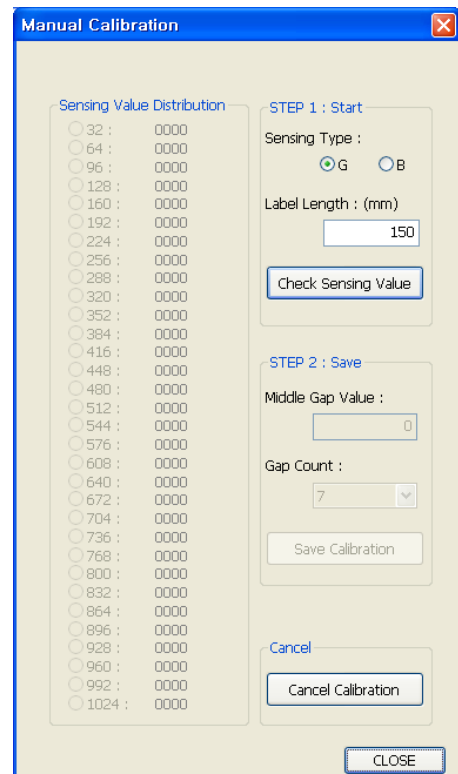 Manual Calibration
Sensing Value Distribution
32 : 0000
64 : 0000
96 : 0000
128 : 0000
160 : 0000
192 : 0000
224 : 0000
256 : 0000
288 : 0000
320 : 0000
352 : 0000
384 : 0000
416 : 0000
448 : 0000
480 : 0000
512 : 0000
544 : 0000
576 : 0000
608 : 0000
640 : 0000
672 : 0000
704 : 0000
736 : 0000
768 : 0000
800 : 0000
832 : 0000
864 : 0000
896 : 0000
928 : 0000
960 : 0000
992 : 0000
1024 : 0000
STEP 1 : Start
Sensing Type :
G B
Label Length : (mm)
150
Check Sensing Value
STEP 2 : Save
Middle Gap Value :
0
Gap Count :
7
Save Calibration
Cancel
Cancel Calibration
CLOSE